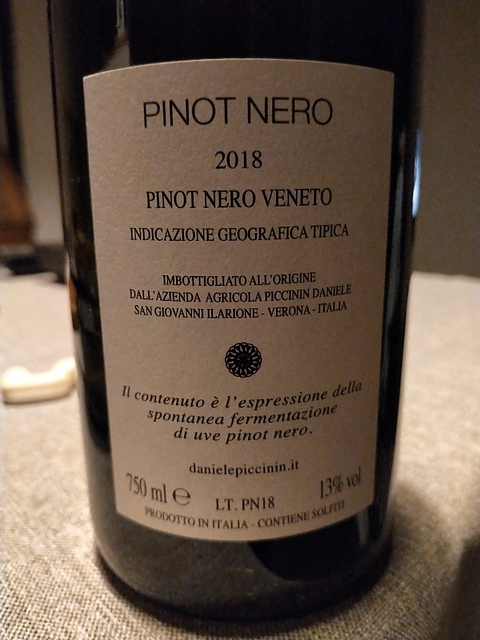 PINOT NERO
2018
PINOT NERO VENETO
INDICAZIONE GEOGRAFICA TIPICA
IMBOTTIGLIATO ALL'ORIGINE
DALL'AZIENDA AGRICOLA PICCININ DANIELE
SAN GIOVANNI ILARIONE - VERONA - ITALIA
Il contenuto è l'espressione della
spontanea fermentazione
di uve pinot nero.
danielepiccinin.it
750 ml ℮ LT. PN18 13% vol
PRODOTTO IN ITALIA - CONTIENE SOLFITI